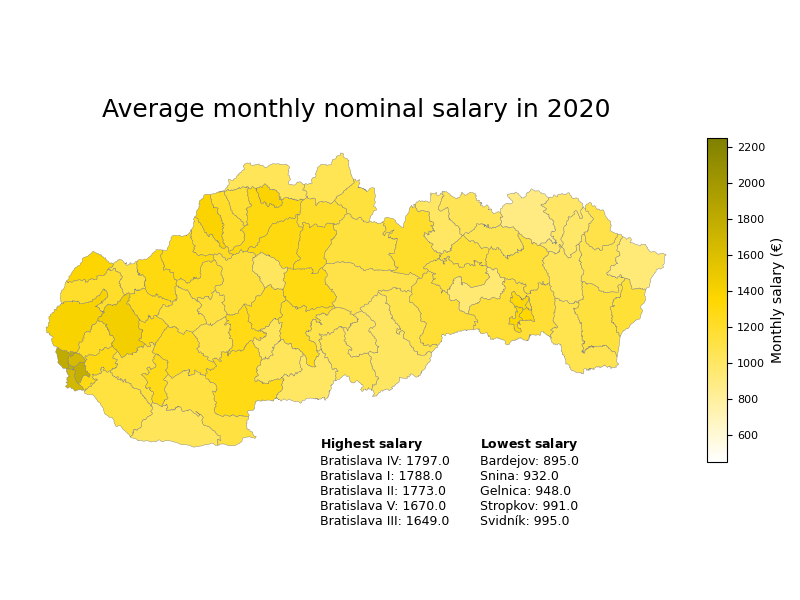 Average monthly nominal salary in 2020
2200
2000
1800
1600
1400
1200
1000
800
600
Monthly salary (€)
Highest salary
Bratislava IV: 1797.0
Bratislava I: 1788.0
Bratislava II: 1773.0
Bratislava V: 1670.0
Bratislava III: 1649.0
Lowest salary
Bardejov: 895.0
Snina: 932.0
Gelnica: 948.0
Stropkov: 991.0
Svidník: 995.0